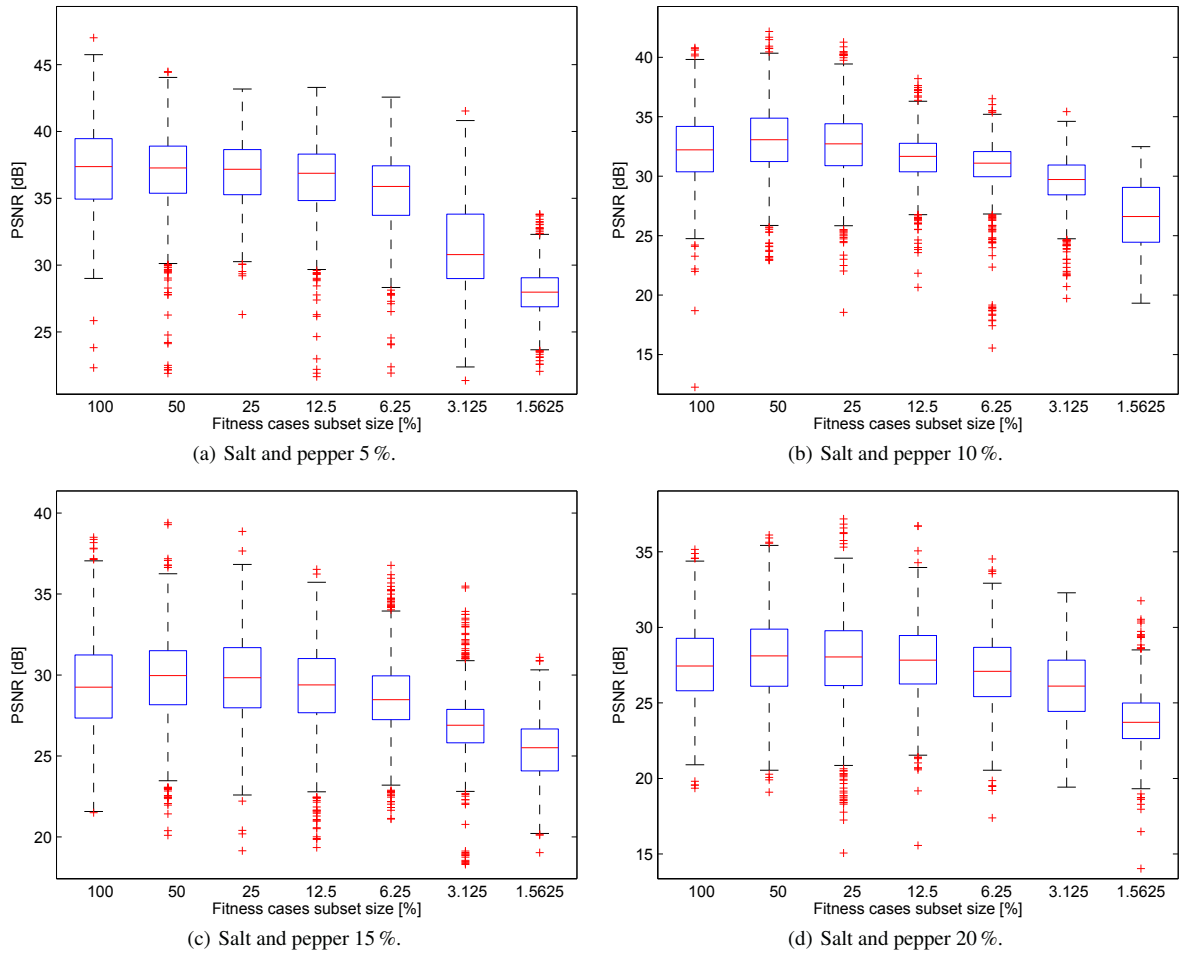 45
40
35
30
25
PSNR [dB]
100 50 25 12.5 6.25 3.125 1.5625
Fitness cases subset size [%]
(a) Salt and pepper 5 %.
40
35
30
25
20
15
PSNR [dB]
100 50 25 12.5 6.25 3.125 1.5625
Fitness cases subset size [%]
(b) Salt and pepper 10 %.
40
35
30
25
20
PSNR [dB]
100 50 25 12.5 6.25 3.125 1.5625
Fitness cases subset size [%]
(c) Salt and pepper 15 %.
35
30
25
20
15
PSNR [dB]
100 50 25 12.5 6.25 3.125 1.5625
Fitness cases subset size [%]
(d) Salt and pepper 20 %.